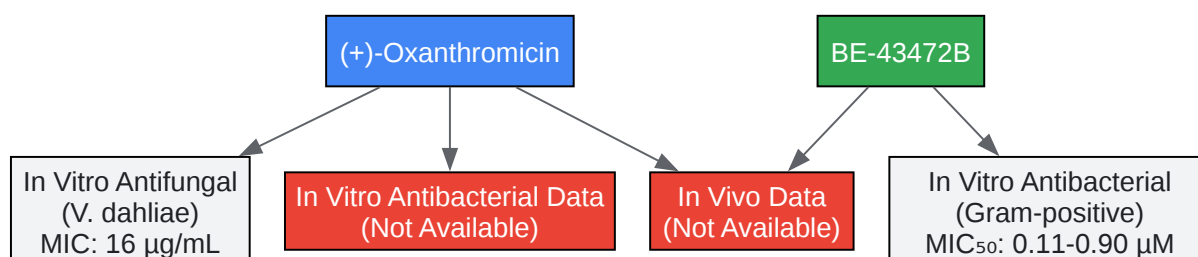 (+)-Oxanthromicin
BE-43472B
In Vitro Antifungal
(V. dahliae)
MIC: 16 µg/mL
In Vitro Antibacterial Data
(Not Available)
In Vivo Data
(Not Available)
In Vitro Antibacterial
(Gram-positive)
MIC₅₀: 0.11-0.90 µM